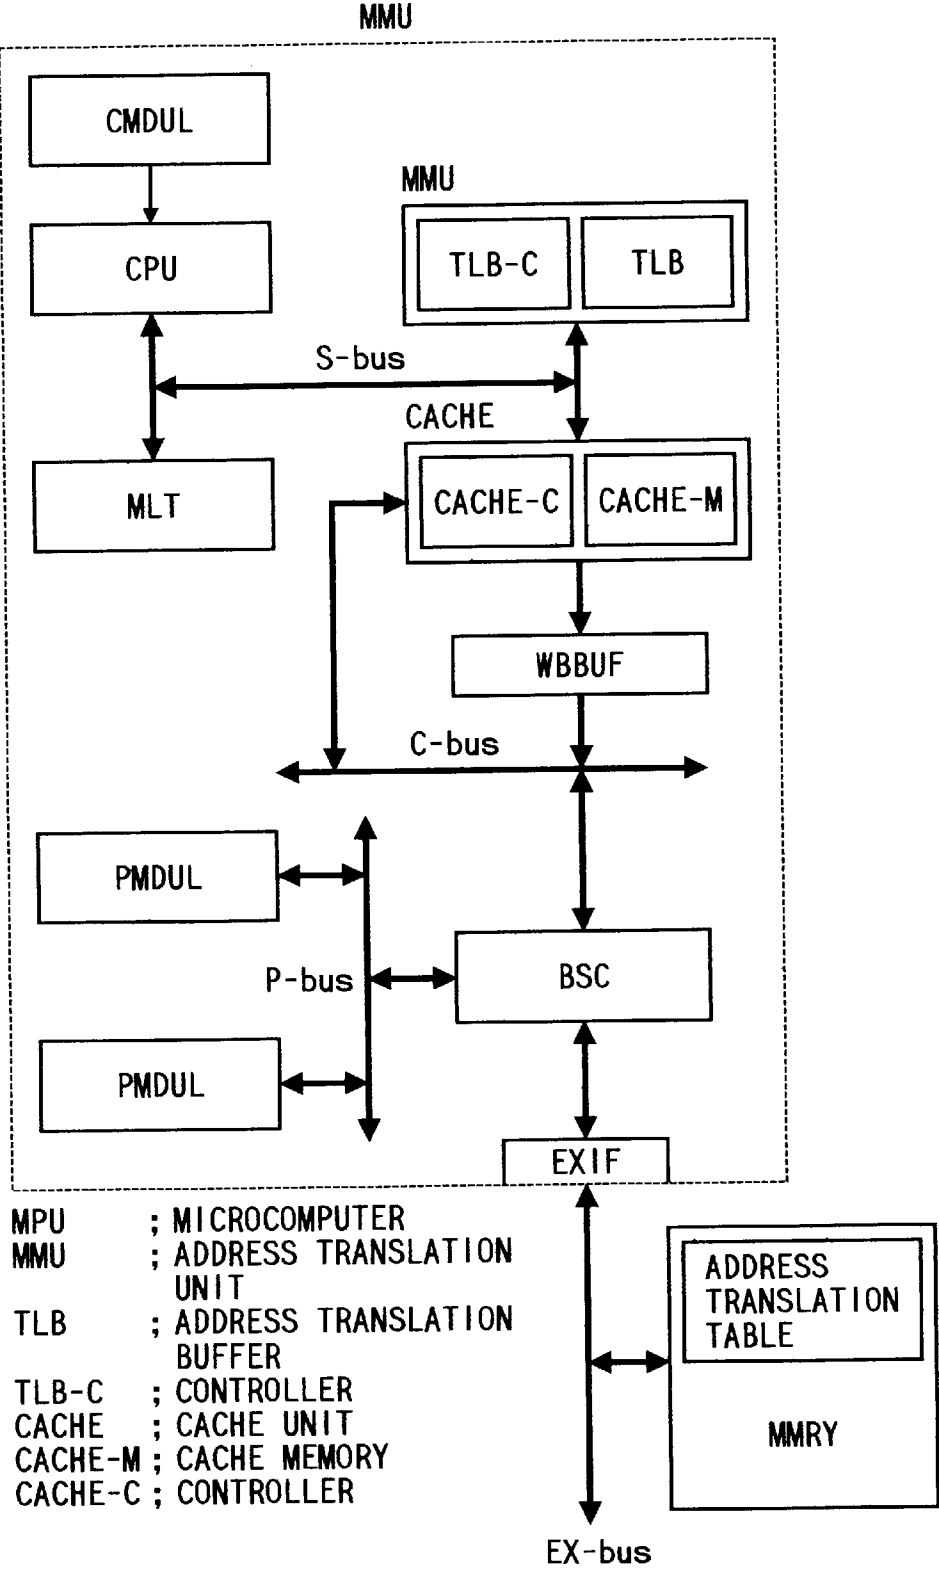 MMU
CMDUL
MMU
CPU
TLB-C
TLB
S-bus
CACHE
MLT
CACHE-C
CACHE-M
WBBUF
C-bus
PMDUL
P-bus
BSC
PMDUL
EXIF
MPU ; MICROCOMPUTER
MMU ; ADDRESS TRANSLATION
UNIT
TLB ; ADDRESS TRANSLATION
BUFFER
TLB-C ; CONTROLLER
CACHE ; CACHE UNIT
CACHE-M ; CACHE MEMORY
CACHE-C ; CONTROLLER
ADDRESS
TRANSLATION
TABLE
MMRY
EX-bus